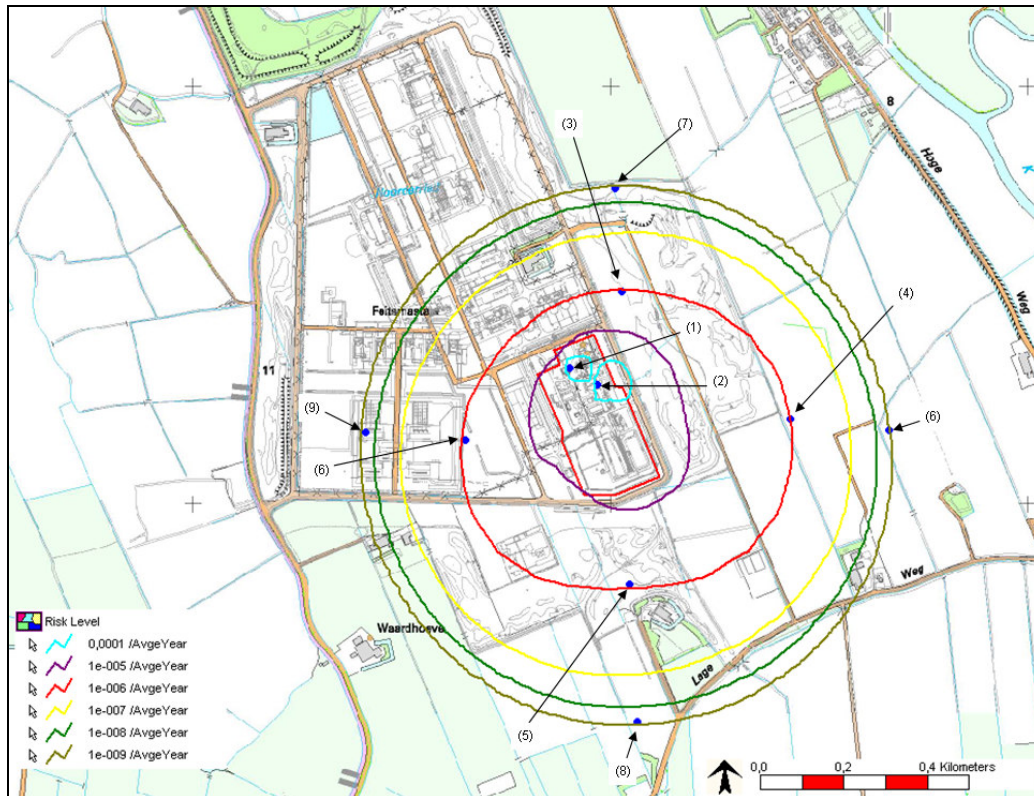 (3)
(7)
8
Hoge
Weg
(4)
(1)
(2)
11
(9)
(6)
(6)
Weg
Lage
Waardhoeve
(5)
(8)
Risk Level
0,0001 /AvgeYear
1e-005 /AvgeYear
1e-006 /AvgeYear
1e-007 /AvgeYear
1e-008 /AvgeYear
1e-009 /AvgeYear
0,0 0,2 0,4 Kilometers